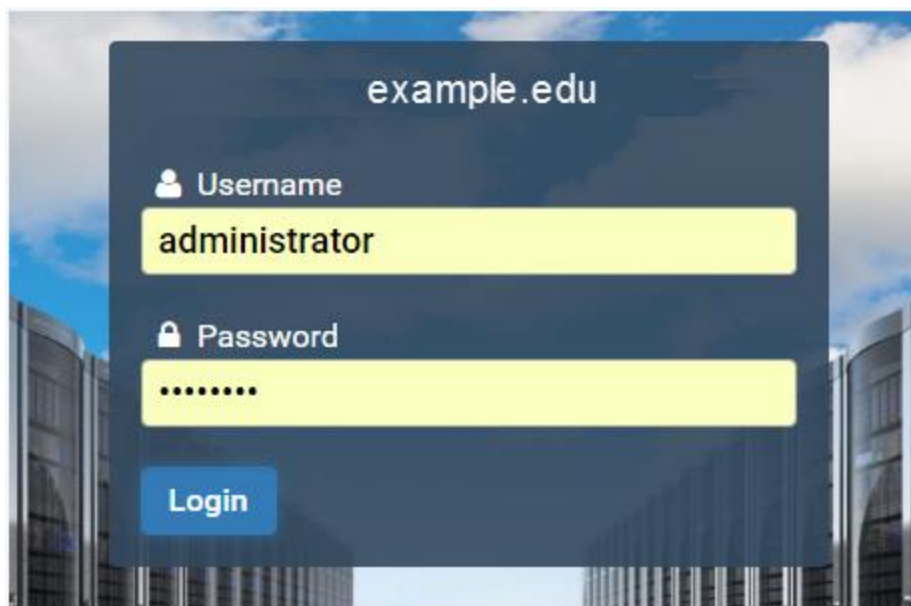 example.edu
Username
administrator
Password
••••••••
Login